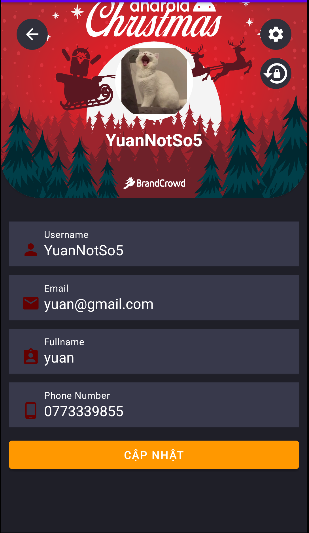 android
Christmas
YuanNotSo5
BrandCrowd
Username
YuanNotSo5
Email
yuan@gmail.com
Fullname
yuan
Phone Number
0773339855
CẬP NHẬT